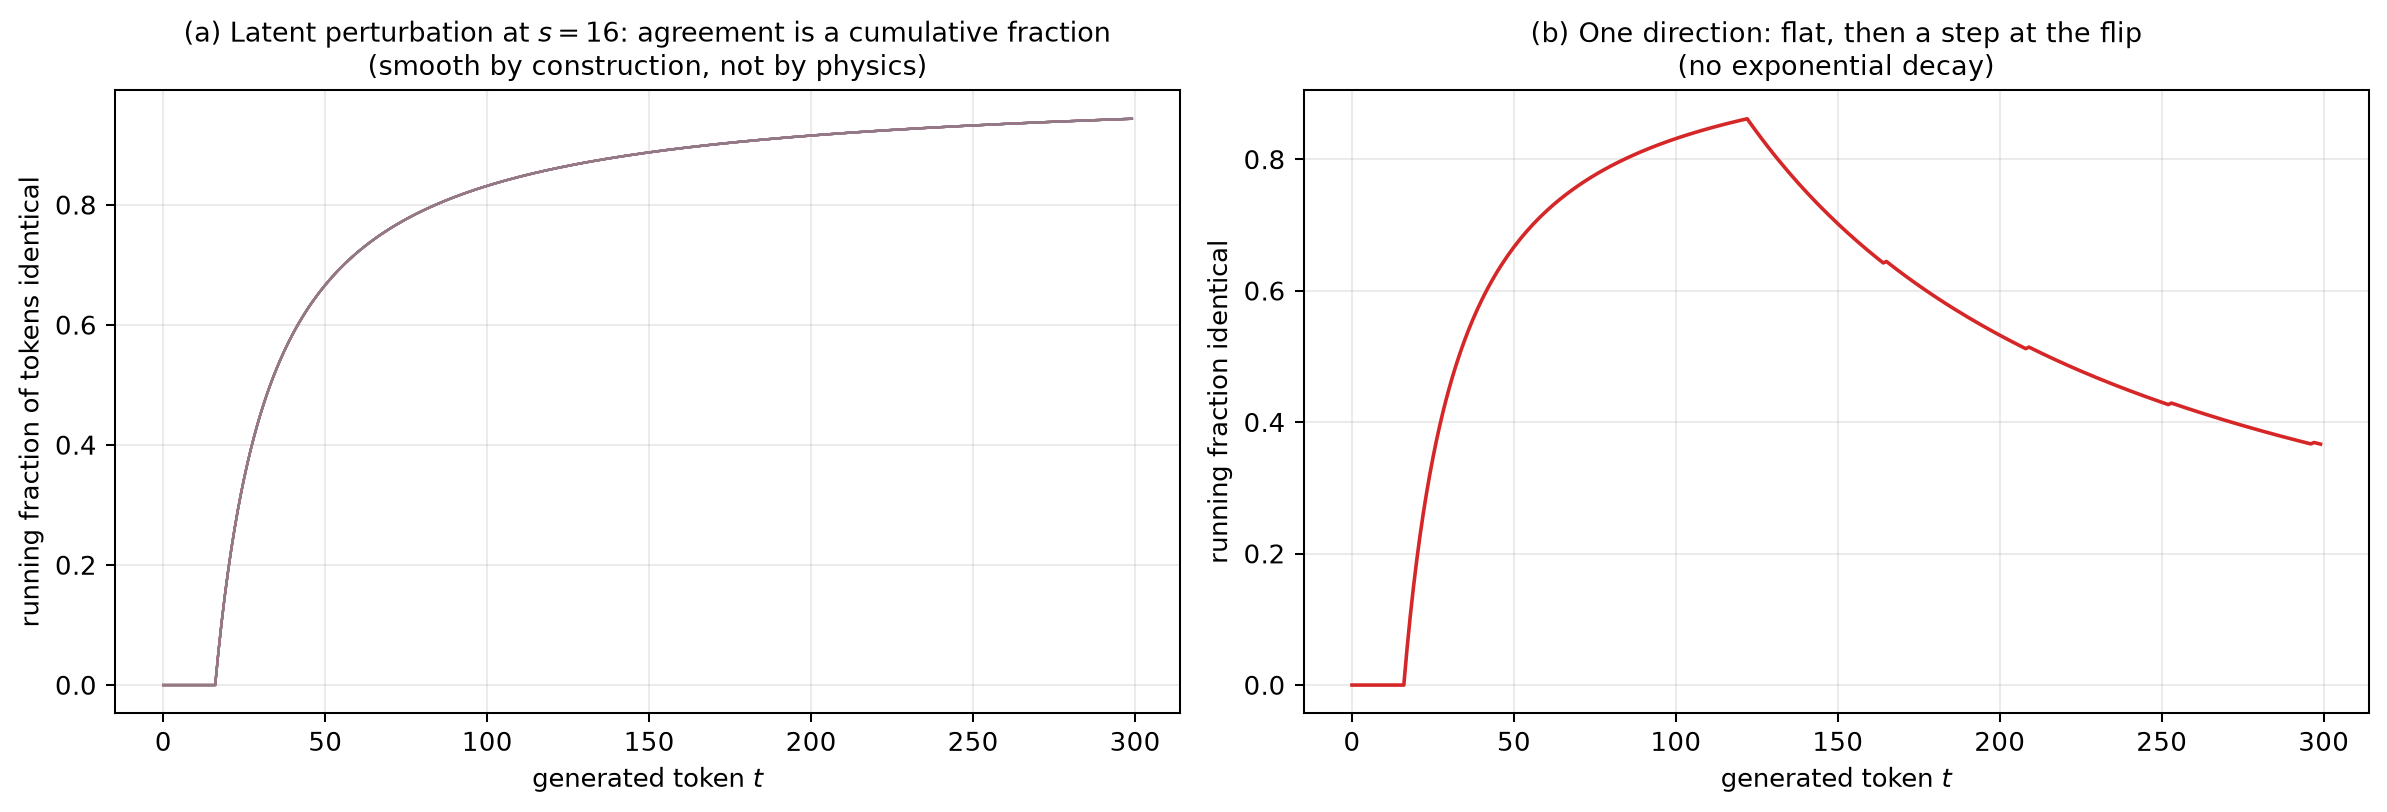 (a) Latent perturbation at s = 16: agreement is a cumulative fraction
(smooth by construction, not by physics)
running fraction of tokens identical
0.8
0.6
0.4
0.2
0.0
0 50 100 150 200 250 300
generated token t
(b) One direction: flat, then a step at the flip
(no exponential decay)
running fraction identical
0.8
0.6
0.4
0.2
0.0
0 50 100 150 200 250 300
generated token t